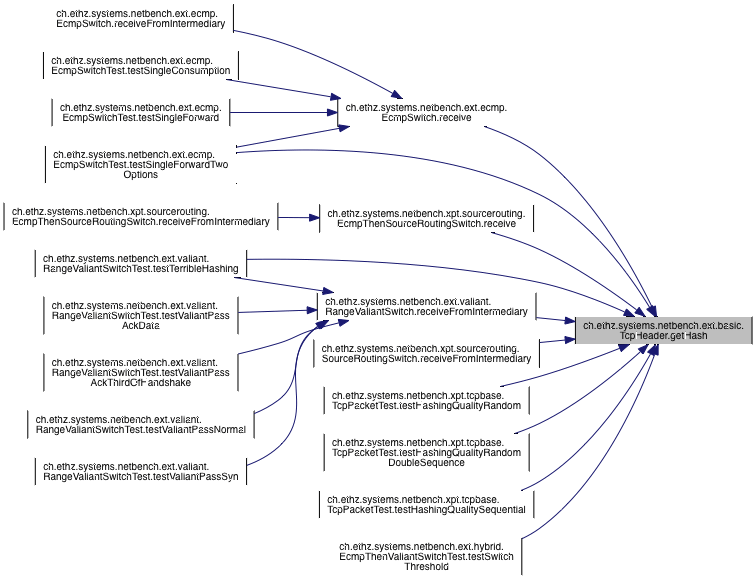 ch.ethz.systems.netbench.ext.ecmp.
EcmpSwitch.receiveFromIntermediary
ch.ethz.systems.netbench.ext.ecmp.
EcmpSwitchTest.testSingleConsumption
ch.ethz.systems.netbench.ext.ecmp.
EcmpSwitchTest.testSingleForward
ch.ethz.systems.netbench.ext.ecmp.
EcmpSwitchTest.testSingleForwardTwo
Options
ch.ethz.systems.netbench.xpt.sourcerouting.
EcmpThenSourceRoutingSwitch.receiveFromIntermediary
ch.ethz.systems.netbench.ext.valiant.
RangeValiantSwitchTest.testTerribleHashing
ch.ethz.systems.netbench.ext.valiant.
RangeValiantSwitchTest.testValiantPass
AckData
ch.ethz.systems.netbench.ext.valiant.
RangeValiantSwitchTest.testValiantPass
AckThirdOfHandshake
ch.ethz.systems.netbench.ext.valiant.
RangeValiantSwitchTest.testValiantPassNormal
ch.ethz.systems.netbench.ext.valiant.
RangeValiantSwitchTest.testValiantPassSyn
ch.ethz.systems.netbench.ext.ecmp.
EcmpSwitch.receive
ch.ethz.systems.netbench.xpt.sourcerouting.
EcmpThenSourceRoutingSwitch.receive
ch.ethz.systems.netbench.ext.valiant.
RangeValiantSwitch.receiveFromIntermediary
ch.ethz.systems.netbench.xpt.sourcerouting.
SourceRoutingSwitch.receiveFromIntermediary
ch.ethz.systems.netbench.xpt.tcpbase.
TcpPacketTest.testHashingQualityRandom
ch.ethz.systems.netbench.xpt.tcpbase.
TcpPacketTest.testHashingQualityRandom
DoubleSequence
ch.ethz.systems.netbench.xpt.tcpbase.
TcpPacketTest.testHashingQualitySequential
ch.ethz.systems.netbench.ext.hybrid.
EcmpThenValiantSwitchTest.testSwitch
Threshold
ch.ethz.systems.netbench.ext.basic.
TcpHeader.getHash